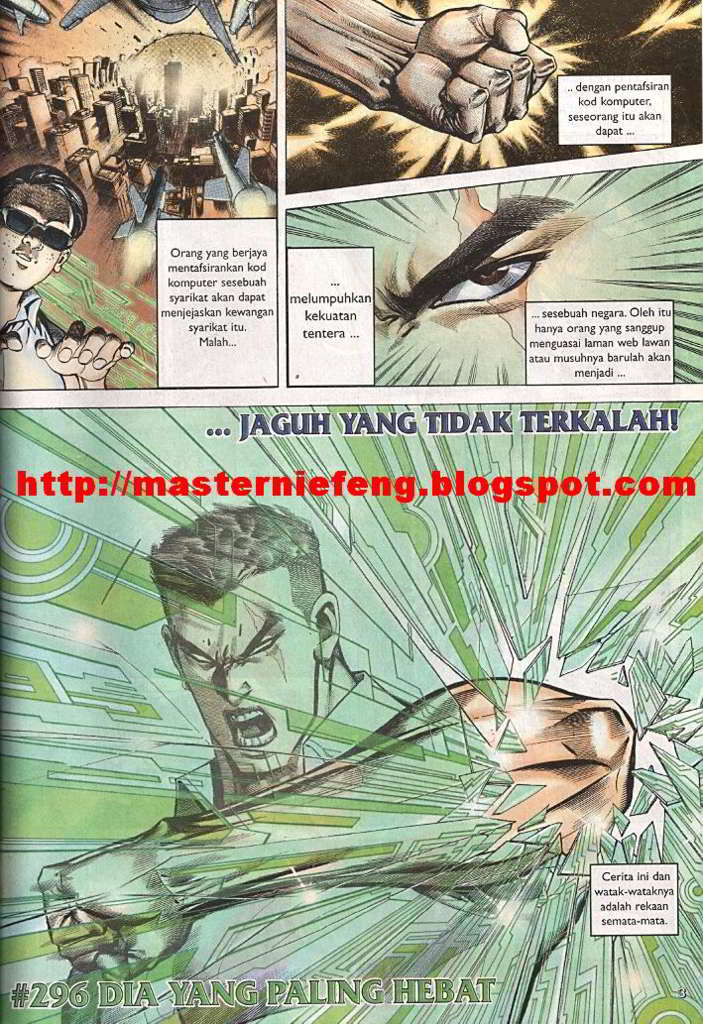 Orang yang berjaya
mentafsirankan kod
komputer sesebuah
syarikat akan dapat
menjejaskan kewangan
syarikat itu.
Malah...
.. dengan pentafsiran
kod komputer,
seseorang itu akan
dapat ...
...
melumpuhkan
kekuatan
tentera ...
... sesebuah negara. Oleh itu
hanya orang yang sanggup
menguasai laman web lawan
atau musuhnya barulah akan
menjadi ...
... JAGUH YANG TIDAK TERKALAH!
http://masterniefeng.blogspot.com
Cerita ini dan
watak-wataknya
adalah rekaan
semata-mata.
#296 DIA YANG PALING HEBAT
3